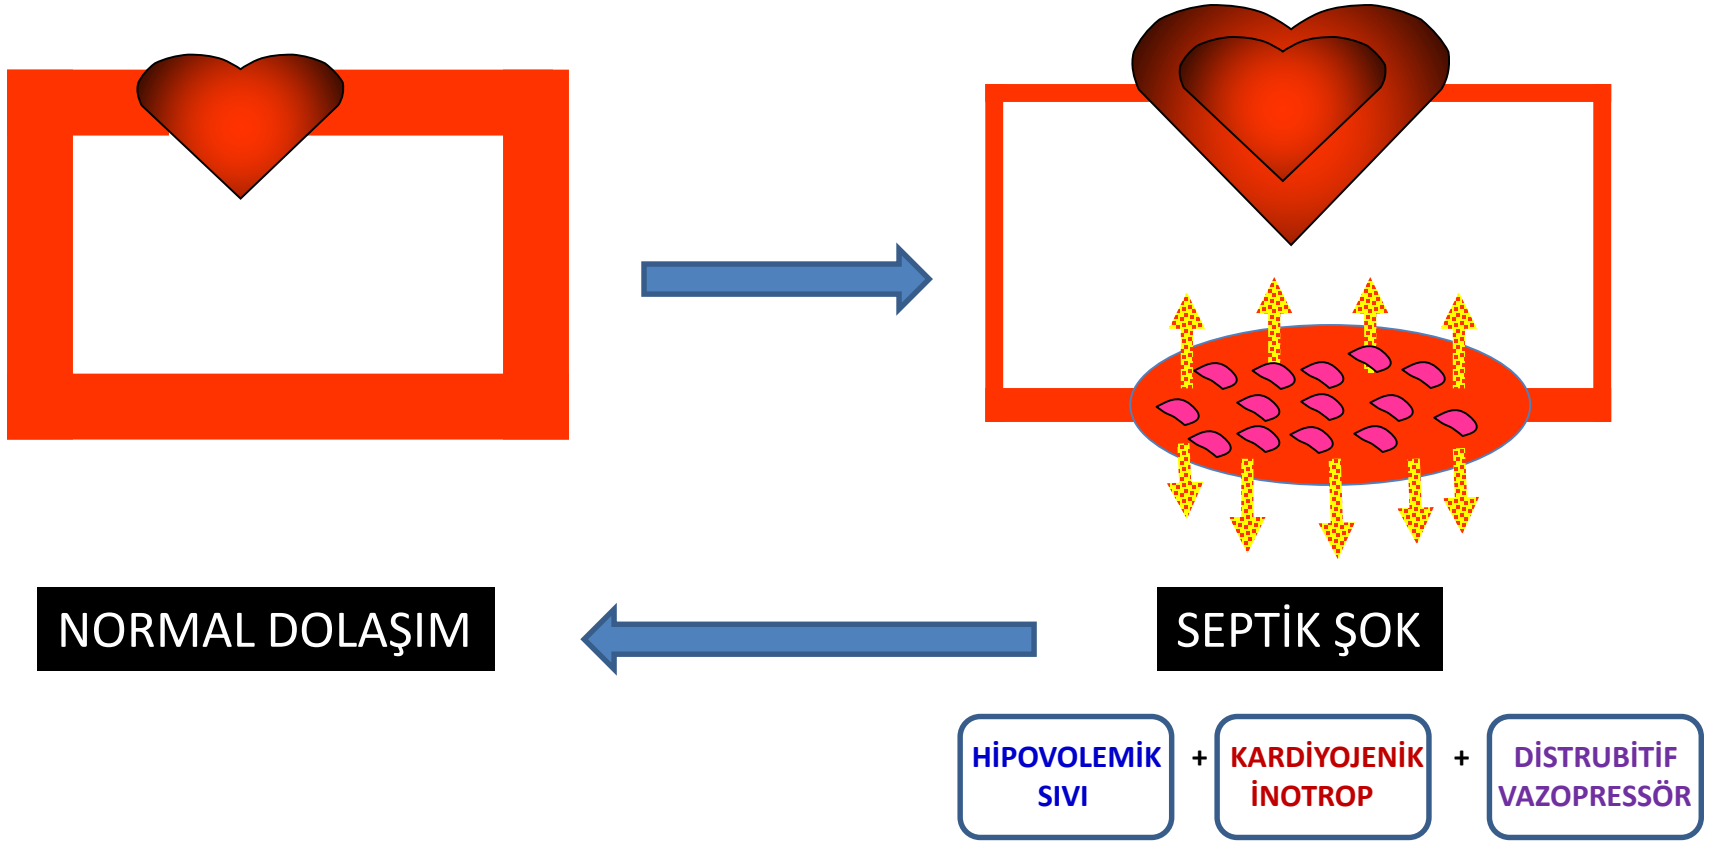 NORMAL DOLAŞIM
SEPTİK ŞOK
HİPOVOLEMİK
SIVI
+
KARDİYOJENİK
İNOTROP
+
DİSTRUBİTİF
VAZOPRESSÖR